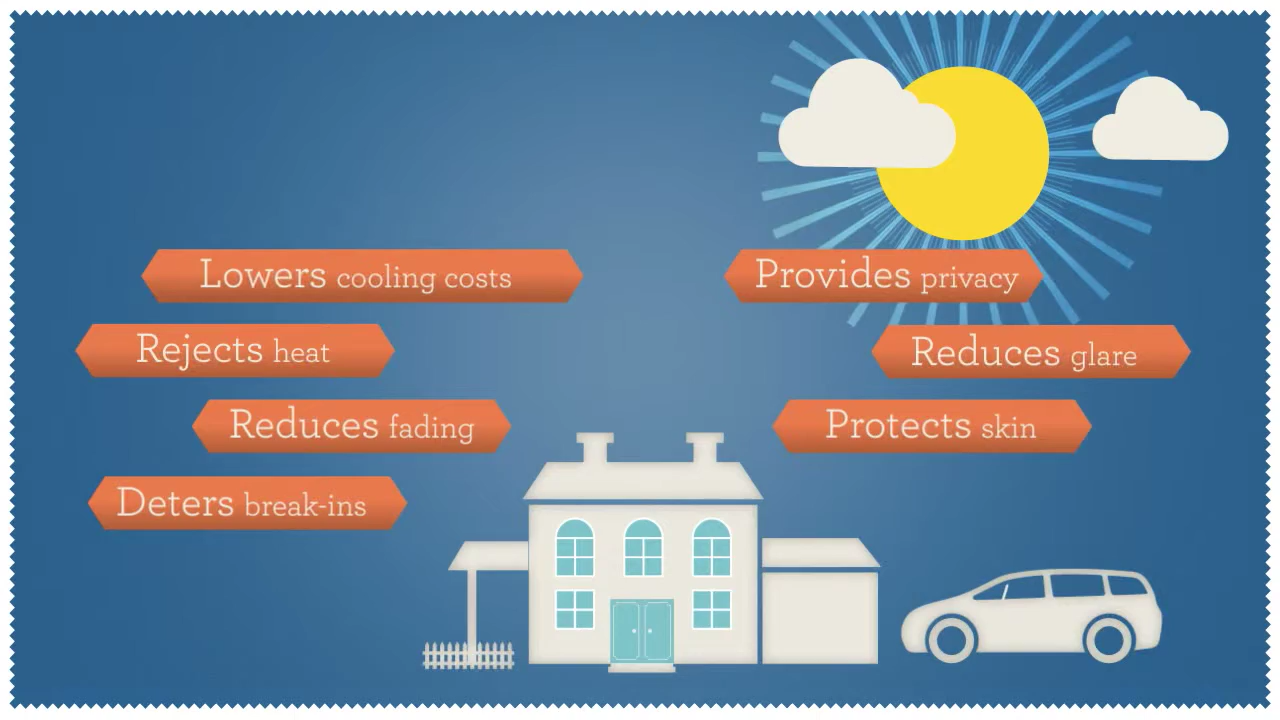 Lowers cooling costs
Rejects heat
Reduces fading
Deters break-ins
Provides privacy
Reduces glare
Protects skin